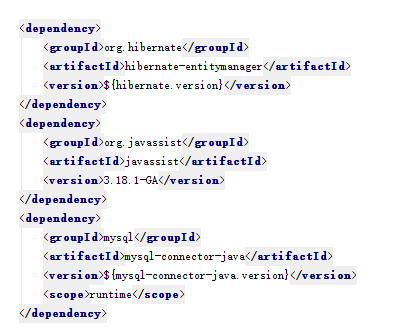 <dependency>
<groupId>org.hibernate</groupId>
<artifactId>hibernate-entitymanager</artifactId>
<version>${hibernate.version}</version>
</dependency>
<dependency>
<groupId>org.javassist</groupId>
<artifactId>javassist</artifactId>
<version>3.18.1-GA</version>
</dependency>
<dependency>
<groupId>mysql</groupId>
<artifactId>mysql-connector-java</artifactId>
<version>${mysql-connector-java.version}</version>
<scope>runtime</scope>
</dependency>